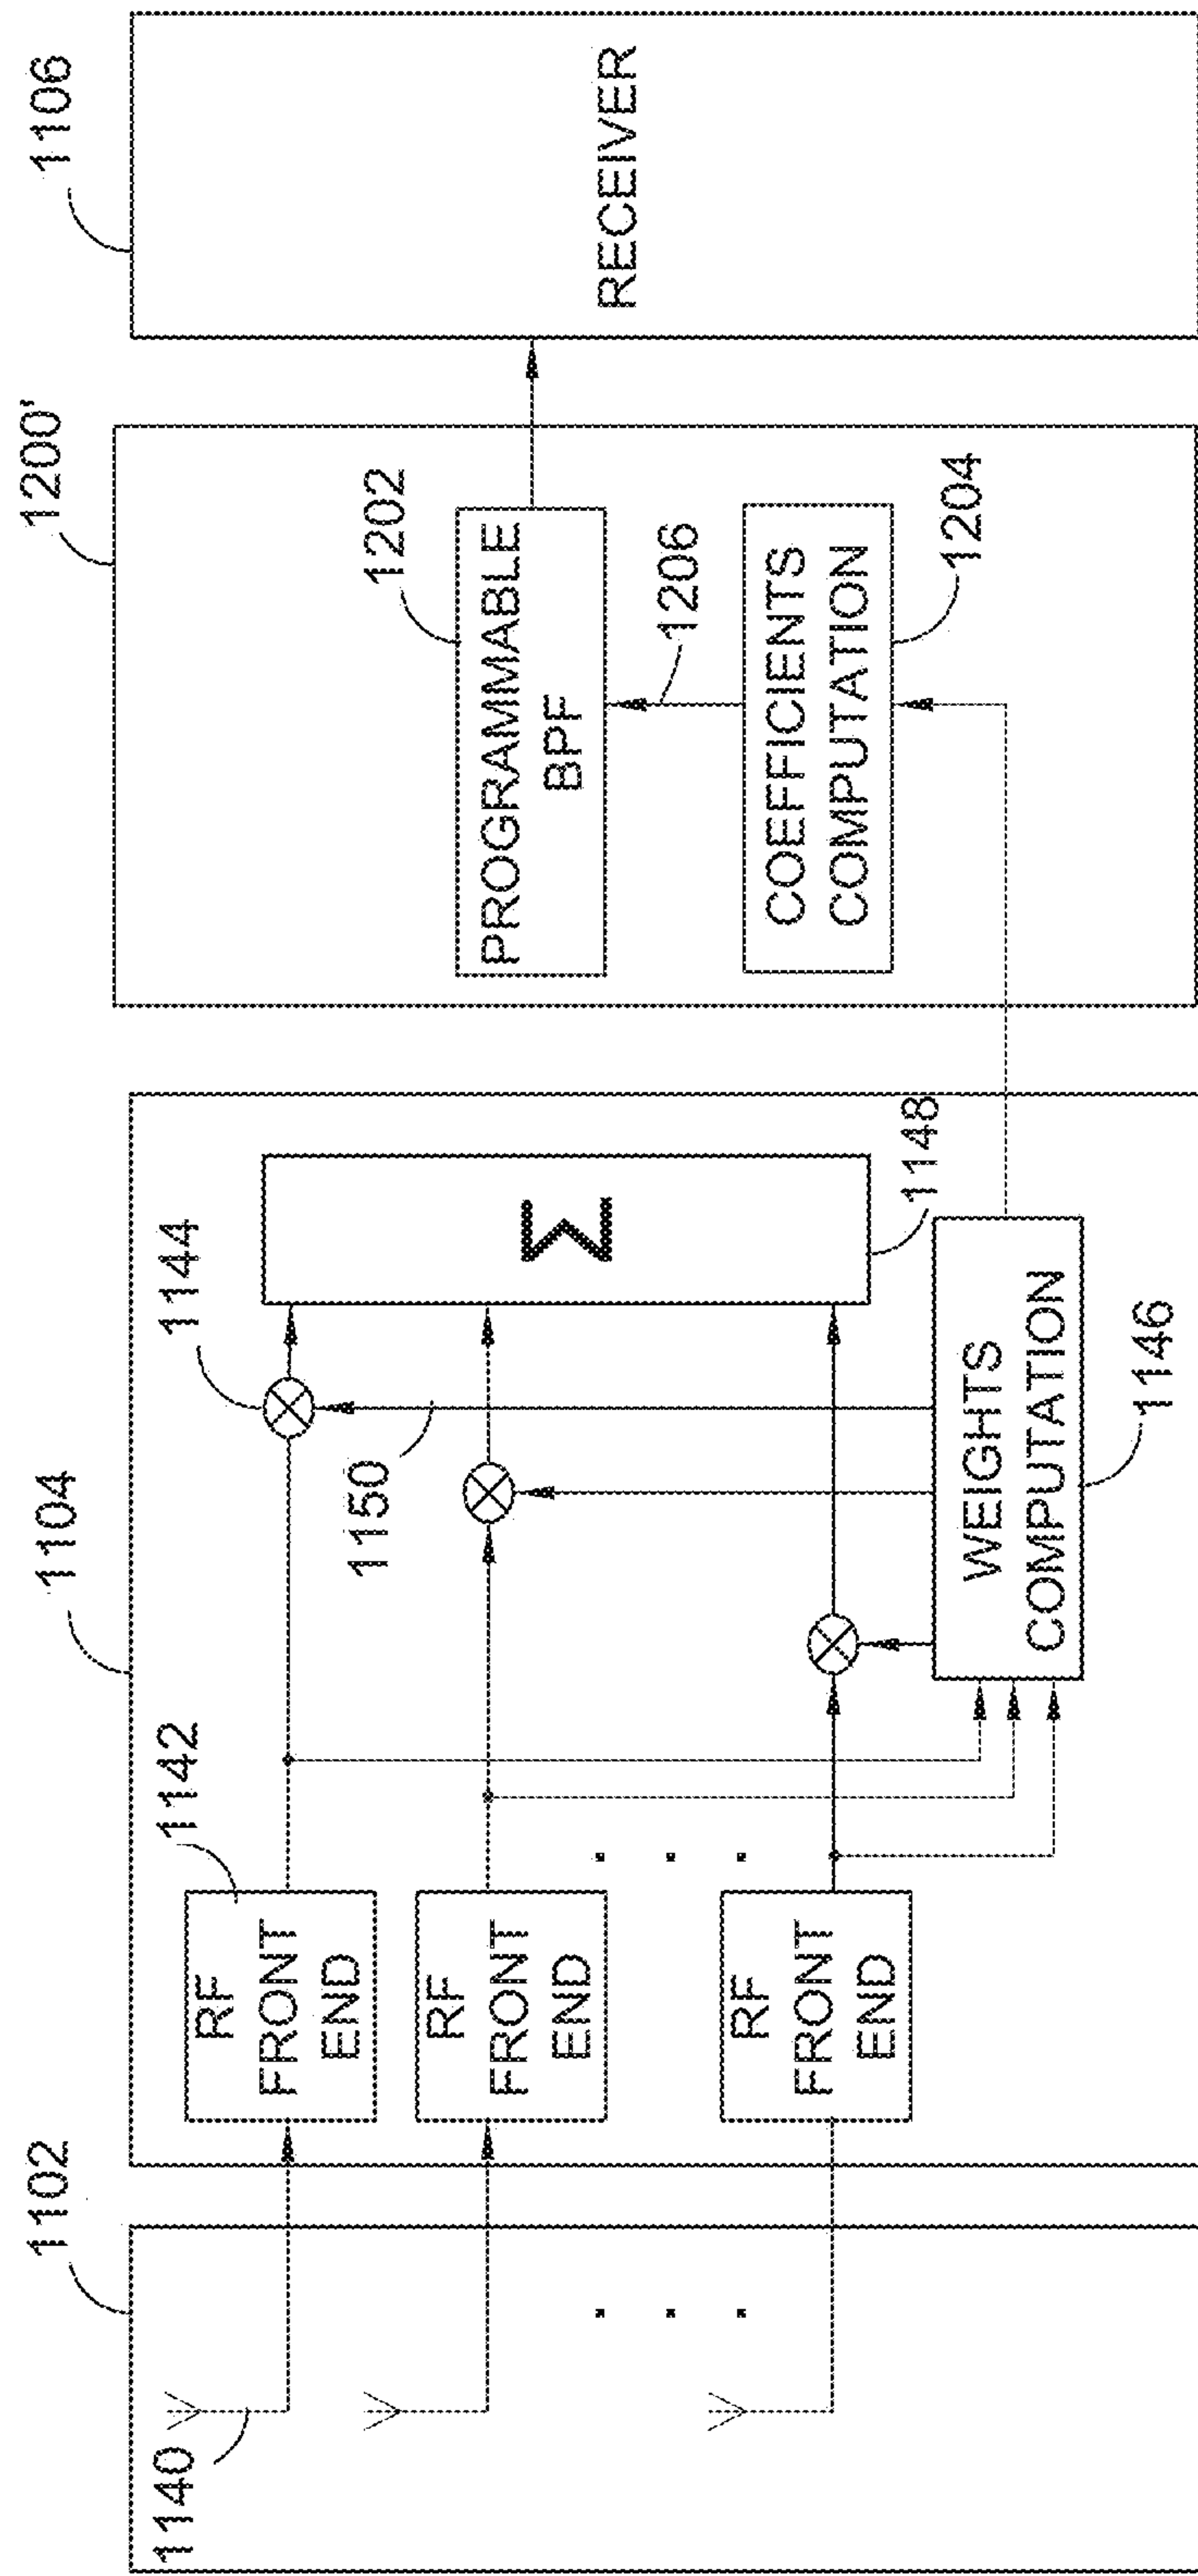 1102
1140
1104
1142
RF
FRONT
END
RF
FRONT
END
. . .
RF
FRONT
END
. . .
1144
1150
Σ
1148
WEIGHTS
COMPUTATION
1146
1200'
1202
PROGRAMMABLE
BPF
1206
COEFFICIENTS
COMPUTATION
1204
1106
RECEIVER